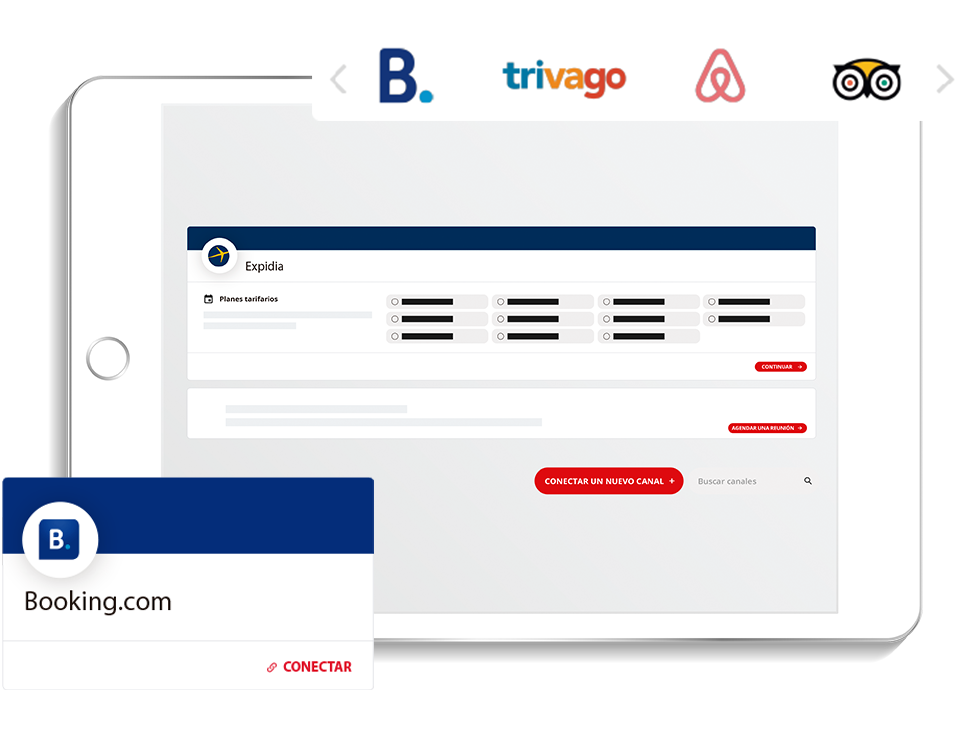 B.
trivago
Expidia
Planes tarifarios
CONTINUAR
AGENDAR UNA REUNIÓN
CONECTAR UN NUEVO CANAL +
Buscar canales
B.
Booking.com
CONECTAR